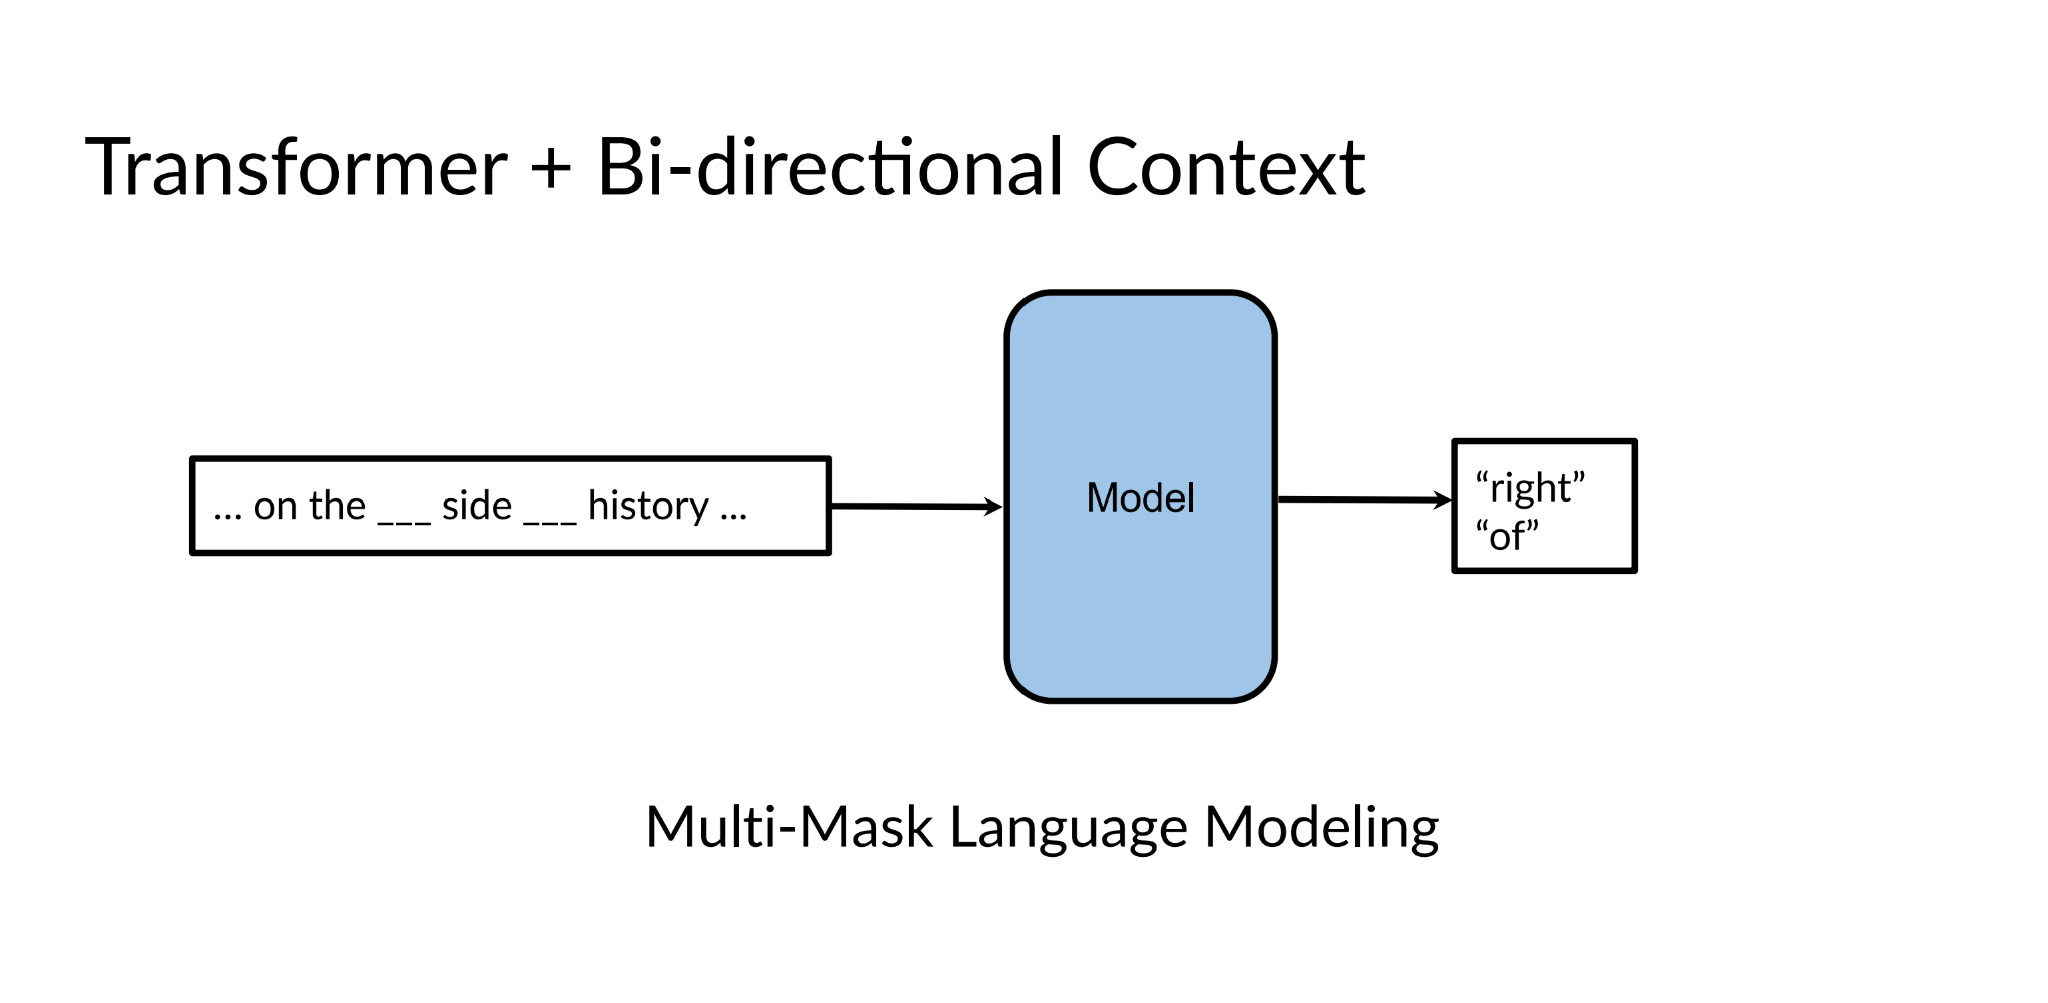 Transformer + Bi-directional Context
... on the ___ side ___ history ...
Model
“right”
“of”
Multi-Mask Language Modeling